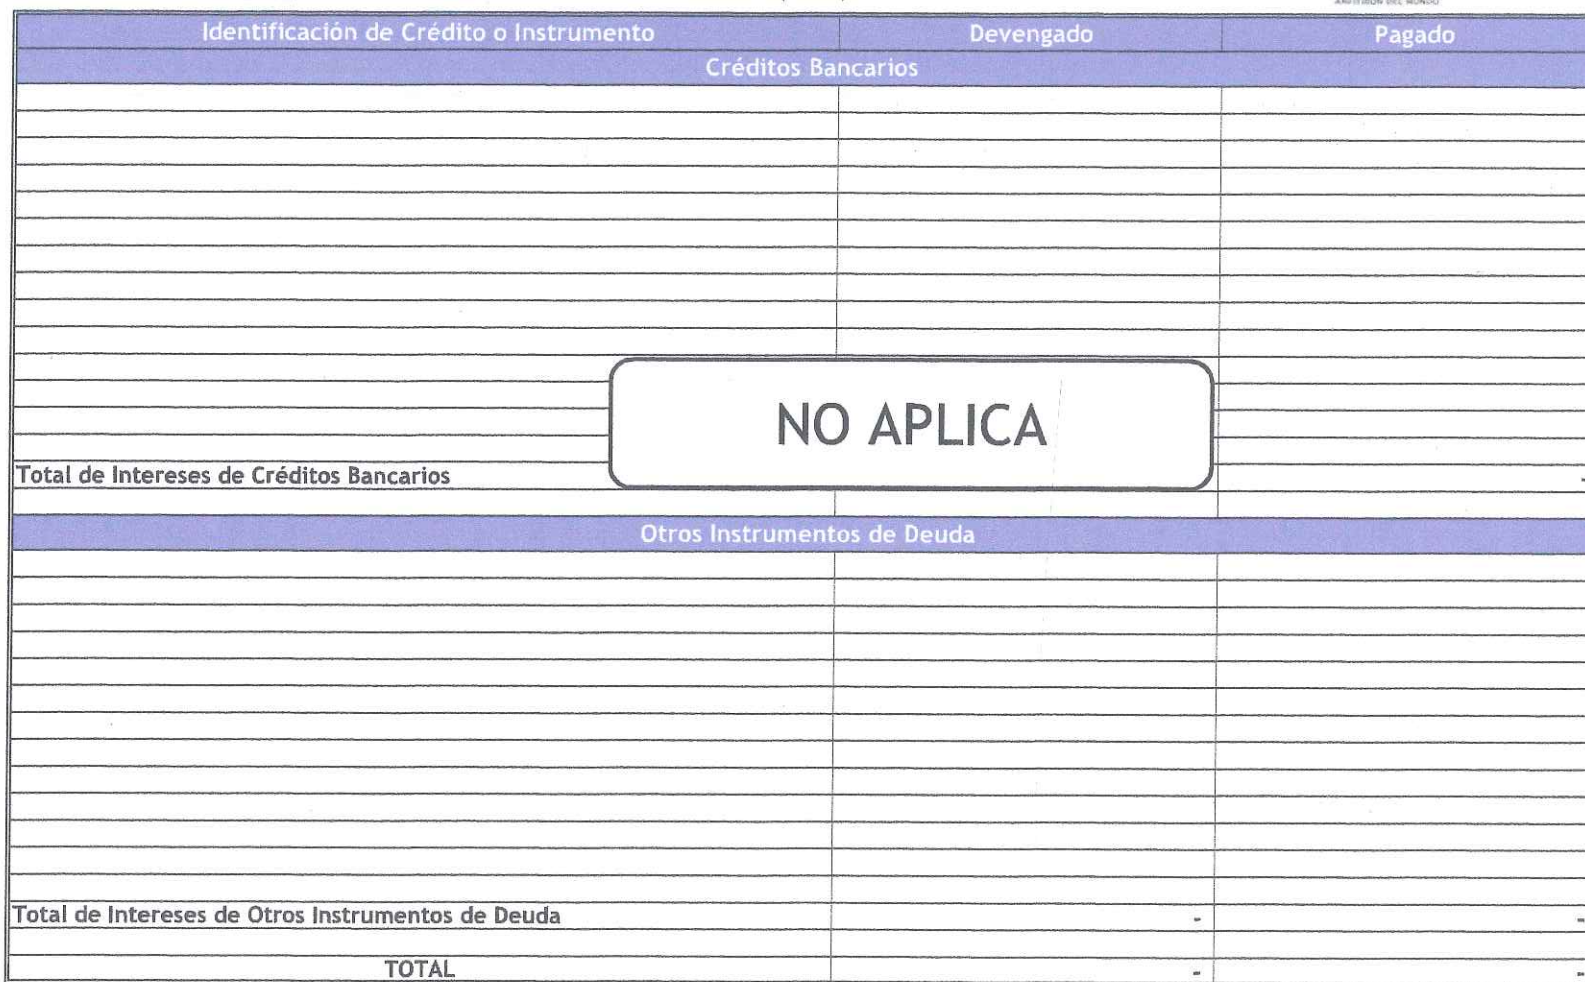 Identificación de Crédito o Instrumento Devengado Pagado
Créditos Bancarios
NO APLICA
Total de Intereses de Créditos Bancarios -
Otros Instrumentos de Deuda
Total de Intereses de Otros Instrumentos de Deuda - -
TOTAL - -